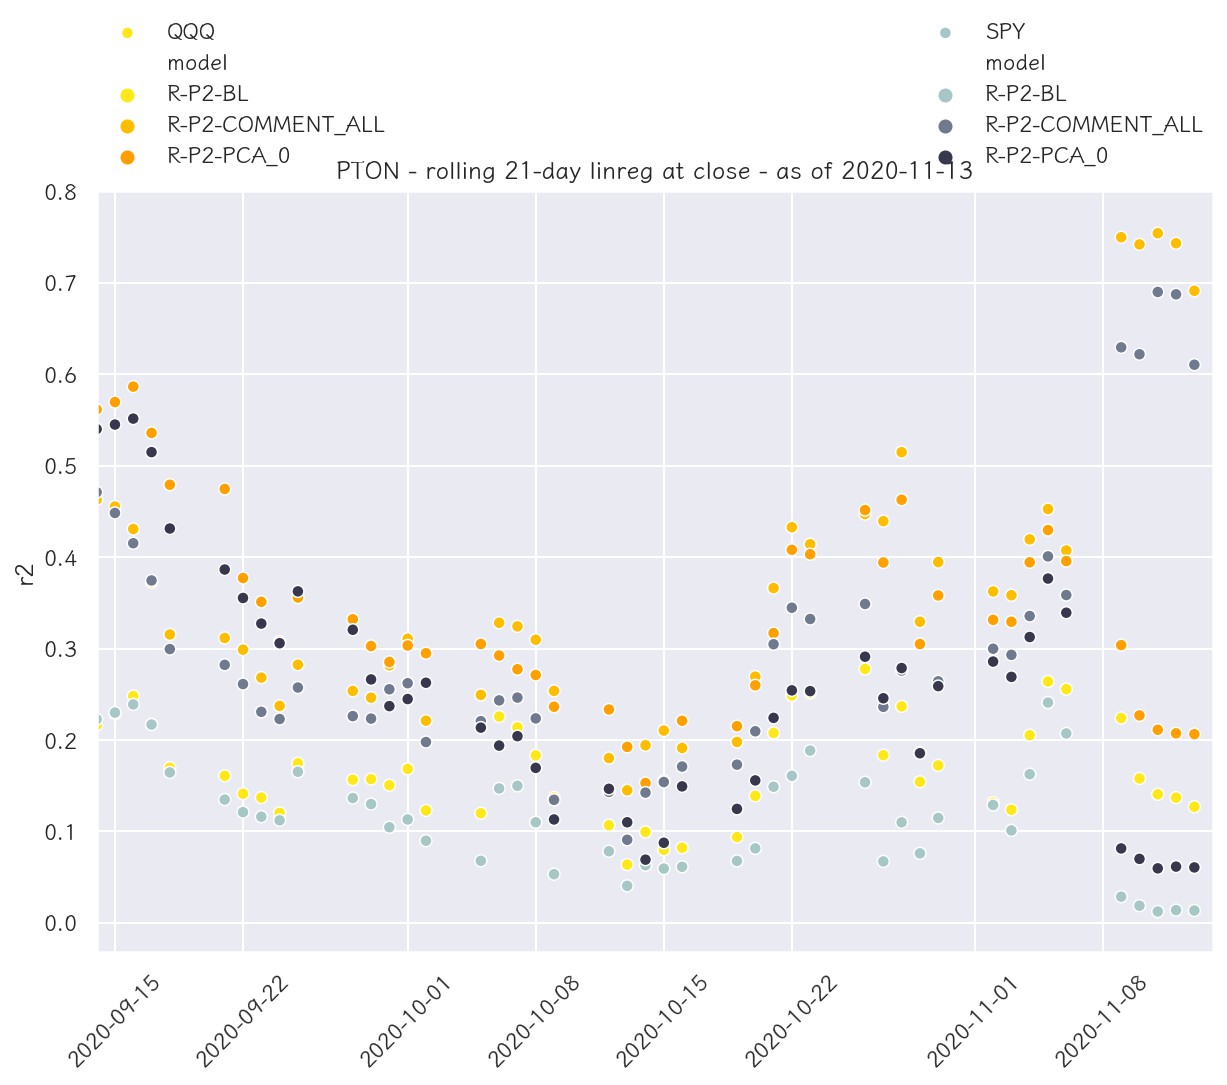 QQQ
model
R-P2-BL
R-P2-COMMENT_ALL
R-P2-PCA_0
SPY
model
R-P2-BL
R-P2-COMMENT_ALL
R-P2-PCA_0
PTON - rolling 21-day linreg at close - as of 2020-11-13
0.8
0.7
0.6
0.5
0.4
0.3
0.2
0.1
0.0
r2
2020-09-15
2020-09-22
2020-10-01
2020-10-08
2020-10-15
2020-10-22
2020-11-01
2020-11-08